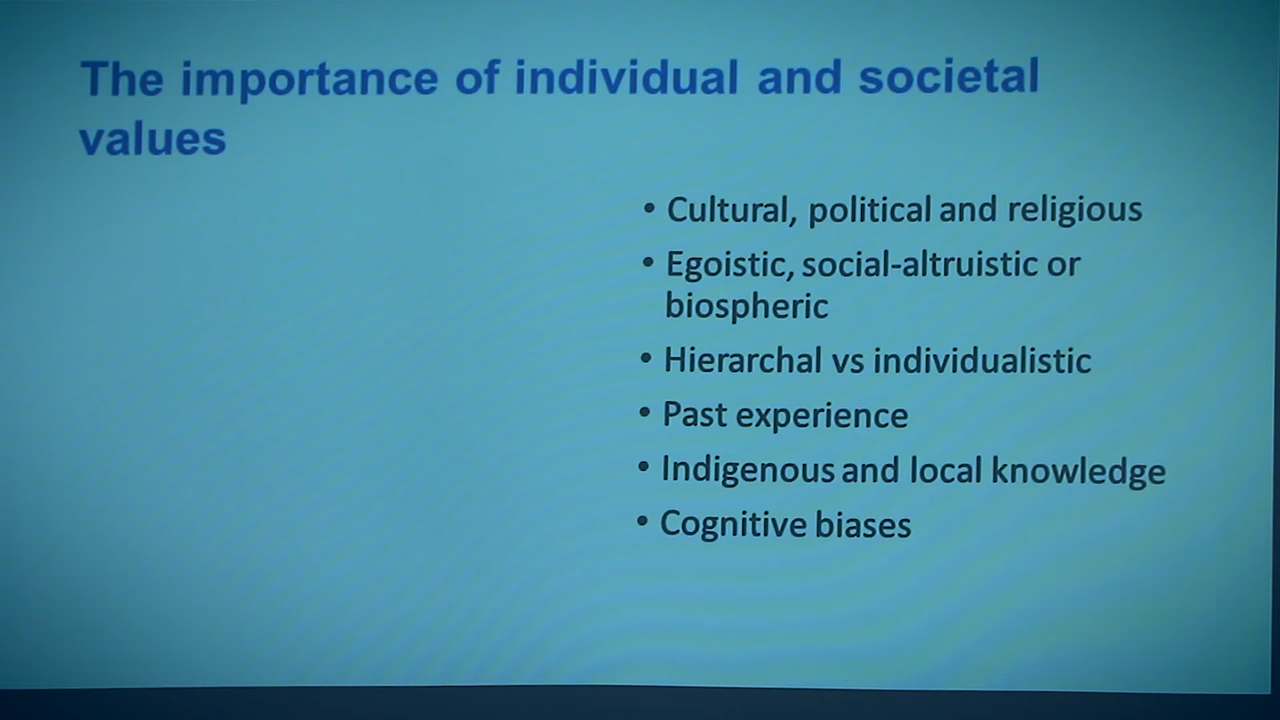 The importance of individual and societal
values
• Cultural, political and religious
• Egoistic, social-altruistic or
biospheric
• Hierarchal vs individualistic
• Past experience
• Indigenous and local knowledge
• Cognitive biases